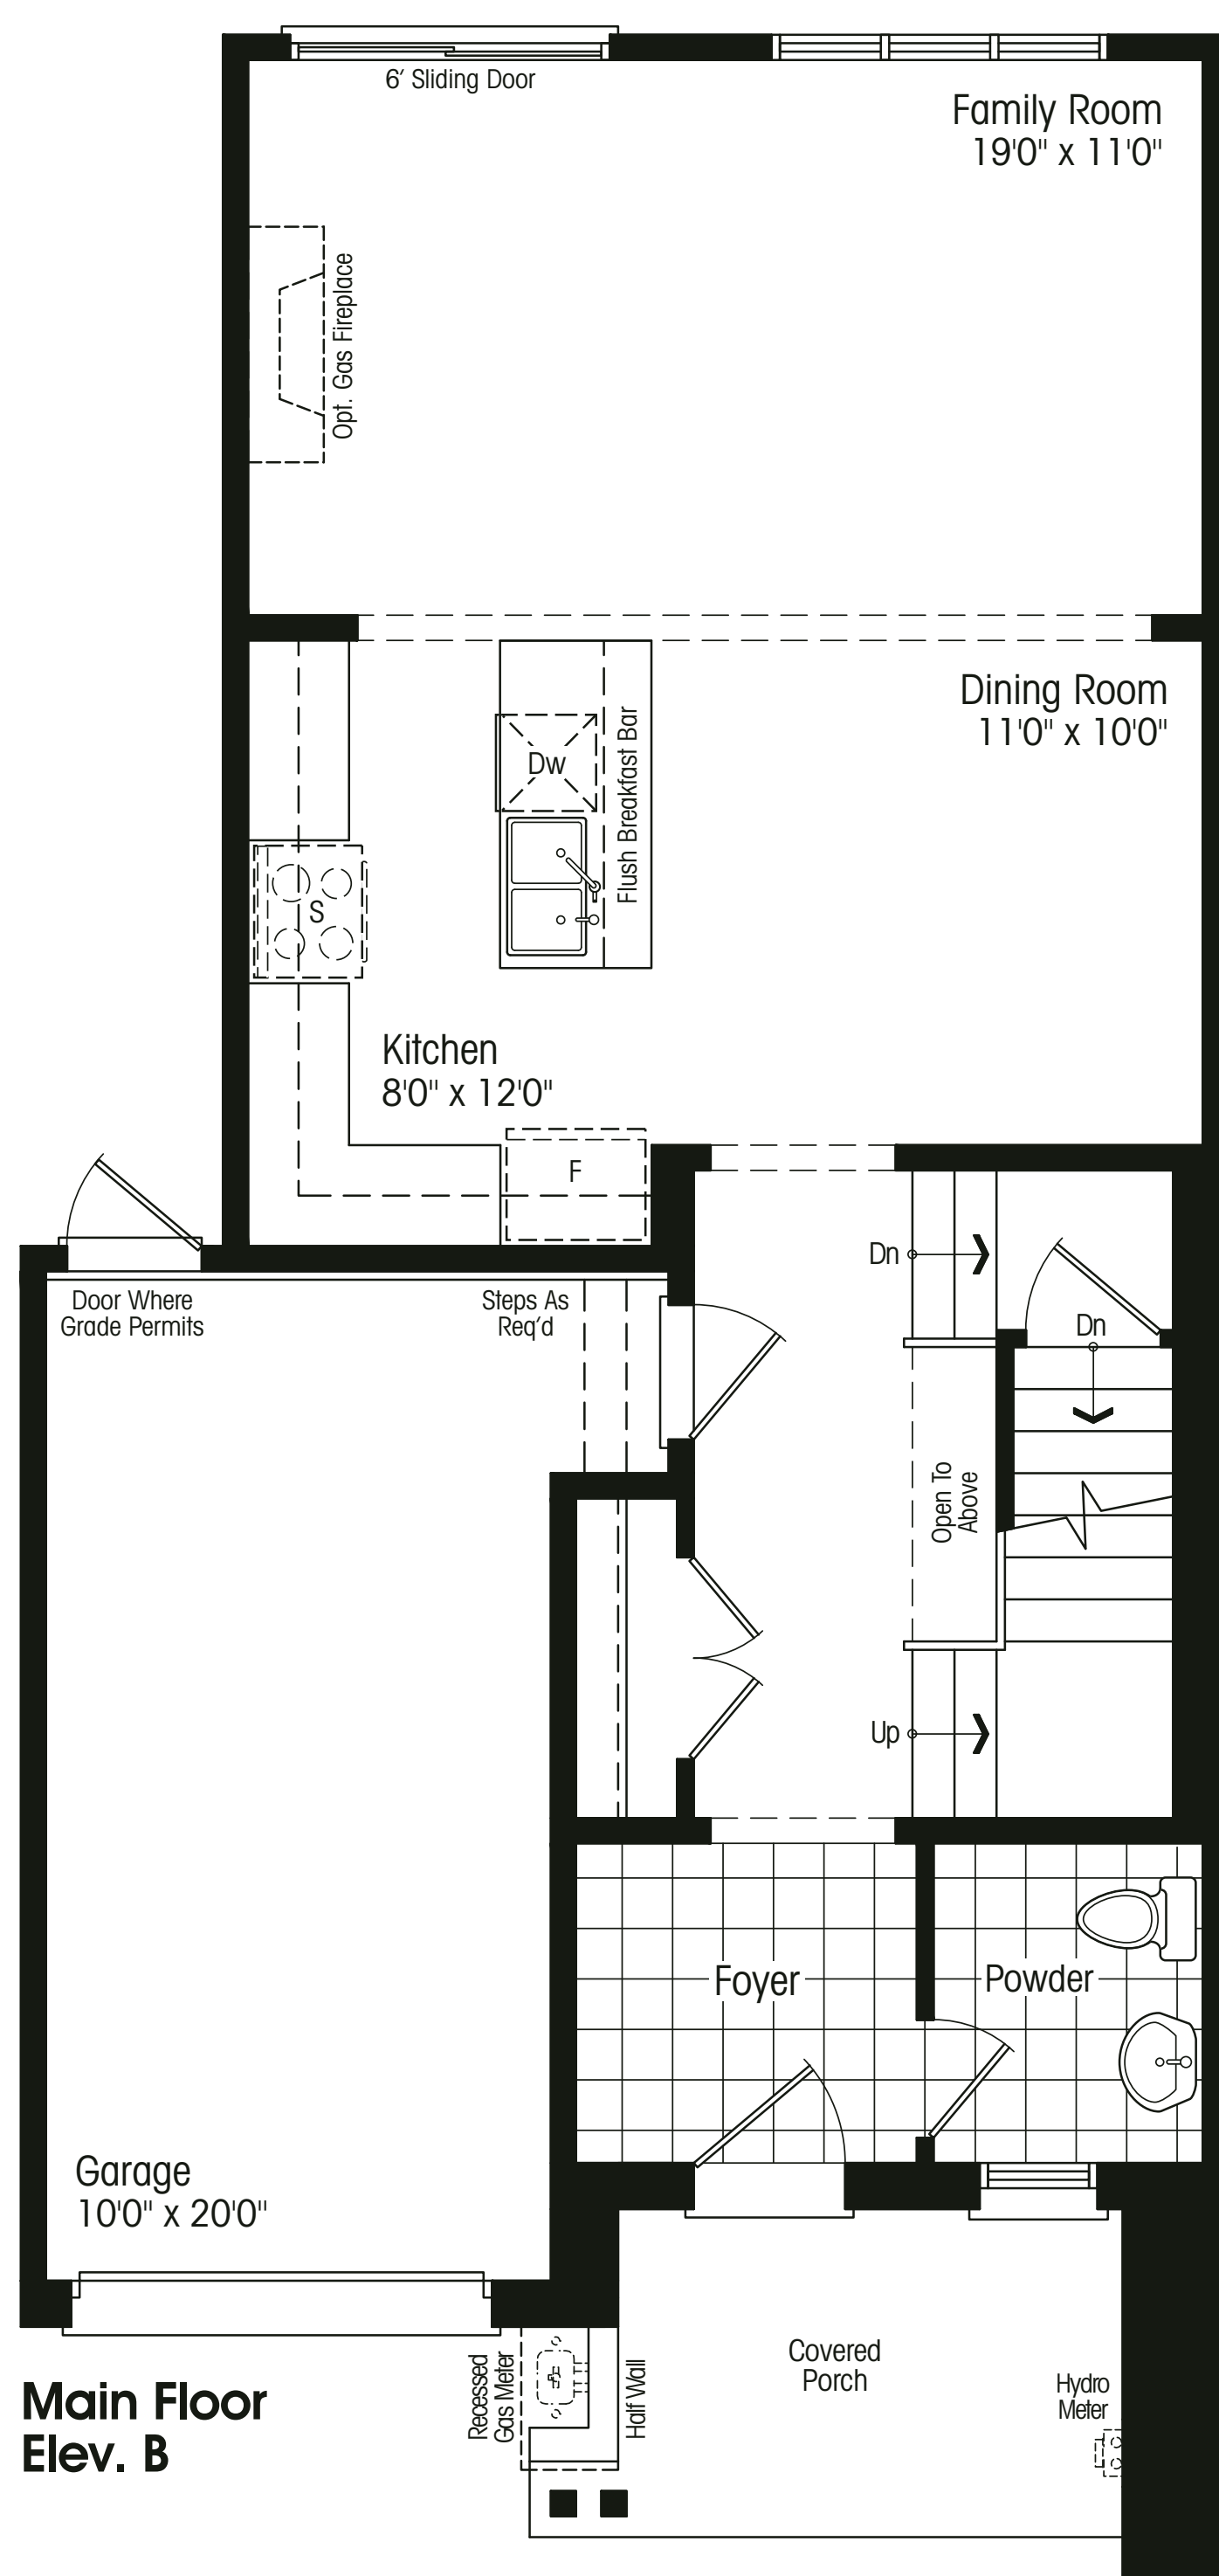 6′ Sliding Door
Family Room
19'0" x 11'0"
Opt. Gas Fireplace
Dining Room
11'0" x 10'0"
Dw
Flush Breakfast Bar
S
Kitchen
8'0" x 12'0"
F
Dn
Door Where
Grade Permits
Steps As
Req'd
Dn
Open To
Above
Up
Foyer
Powder
Garage
10'0" x 20'0"
Recessed
Gas Meter
Half Wall
Covered
Porch
Hydro
Meter
Main Floor
Elev. B